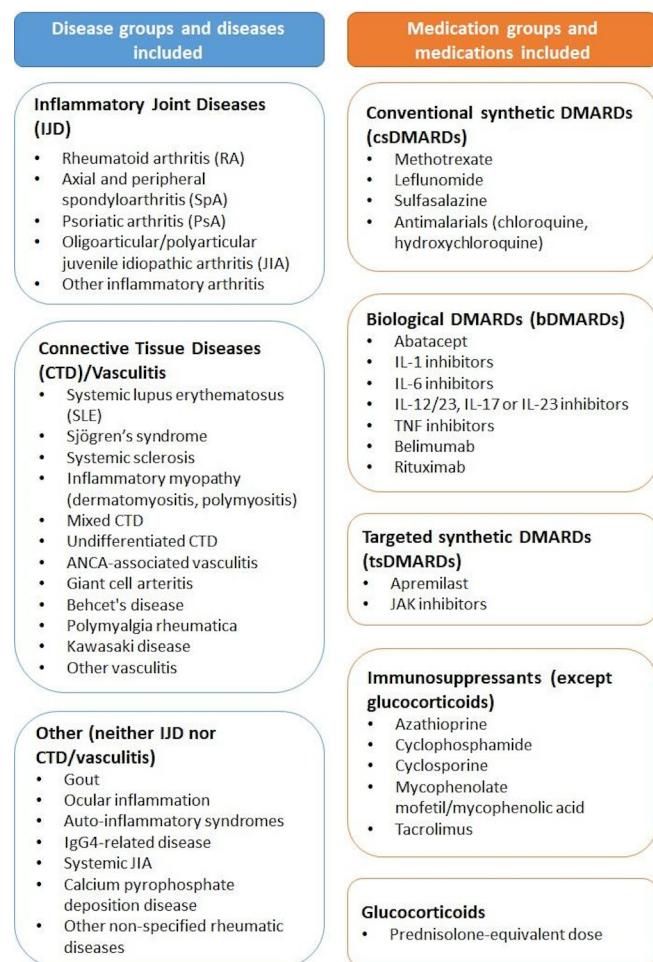 Disease groups and diseases
included
Inflammatory Joint Diseases
(IJD)
• Rheumatoid arthritis (RA)
• Axial and peripheral
spondyloarthritis (SpA)
• Psoriatic arthritis (PsA)
• Oligoarticular/polyarticular
juvenile idiopathic arthritis (JIA)
• Other inflammatory arthritis
Connective Tissue Diseases
(CTD)/Vasculitis
• Systemic lupus erythematosus
(SLE)
• Sjögren's syndrome
• Systemic sclerosis
• Inflammatory myopathy
(dermatomyositis, polymyositis)
• Mixed CTD
• Undifferentiated CTD
• ANCA-associated vasculitis
• Giant cell arteritis
• Behcet's disease
• Polymyalgia rheumatica
• Kawasaki disease
• Other vasculitis
Other (neither IJD nor
CTD/vasculitis)
• Gout
• Ocular inflammation
• Auto-inflammatory syndromes
• IgG4-related disease
• Systemic JIA
• Calcium pyrophosphate
deposition disease
• Other non-specified rheumatic
diseases
Medication groups and
medications included
Conventional synthetic DMARDs
(csDMARDs)
• Methotrexate
• Leflunomide
• Sulfasalazine
• Antimalarials (chloroquine,
hydroxychloroquine)
Biological DMARDs (bDMARDs)
• Abatacept
• IL-1 inhibitors
• IL-6 inhibitors
• IL-12/23, IL-17 or IL-23 inhibitors
• TNF inhibitors
• Belimumab
• Rituximab
Targeted synthetic DMARDs
(tsDMARDs)
• Apremilast
• JAK inhibitors
Immunosuppressants (except
glucocorticoids)
• Azathioprine
• Cyclophosphamide
• Cyclosporine
• Mycophenolate
mofetil/mycophenolic acid
• Tacrolimus
Glucocorticoids
• Prednisolone-equivalent dose